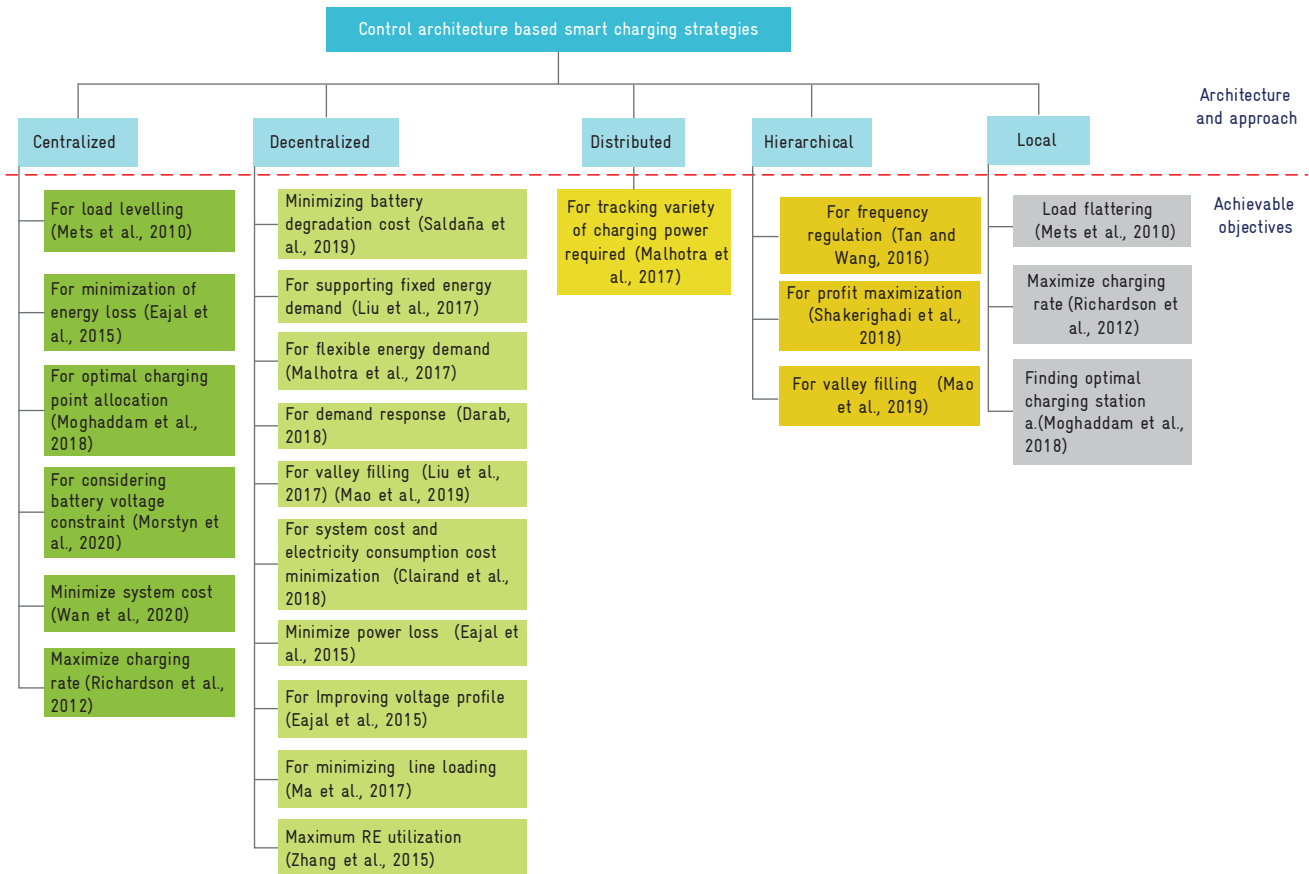 Control architecture based smart charging strategies
Architecture
and approach
Centralized
Decentralized
Distributed
Hierarchical
Local
Achievable
objectives
For load levelling
(Mets et al., 2010)
For minimization of
energy loss (Eajal et
al., 2015)
For optimal charging
point allocation
(Moghaddam et al.,
2018)
For considering
battery voltage
constraint (Morstyn et
al., 2020)
Minimize system cost
(Wan et al., 2020)
Maximize charging
rate (Richardson et al.,
2012)
Minimizing battery
degradation cost (Saldaña et
al., 2019)
For supporting fixed energy
demand (Liu et al., 2017)
For flexible energy demand
(Malhotra et al., 2017)
For demand response (Darab,
2018)
For valley filling (Liu et al.,
2017) (Mao et al., 2019)
For system cost and
electricity consumption cost
minimization (Clairand et al.,
2018)
Minimize power loss (Eajal et
al., 2015)
For Improving voltage profile
(Eajal et al., 2015)
For minimizing line loading
(Ma et al., 2017)
Maximum RE utilization
(Zhang et al., 2015)
For tracking variety
of charging power
required (Malhotra et
al., 2017)
For frequency
regulation (Tan and
Wang, 2016)
For profit maximization
(Shakerighadi et al.,
2018)
For valley filling (Mao
et al., 2019)
Load flattering
(Mets et al., 2010)
Maximize charging
rate (Richardson et
al., 2012)
Finding optimal
charging station
a.(Moghaddam et al.,
2018)